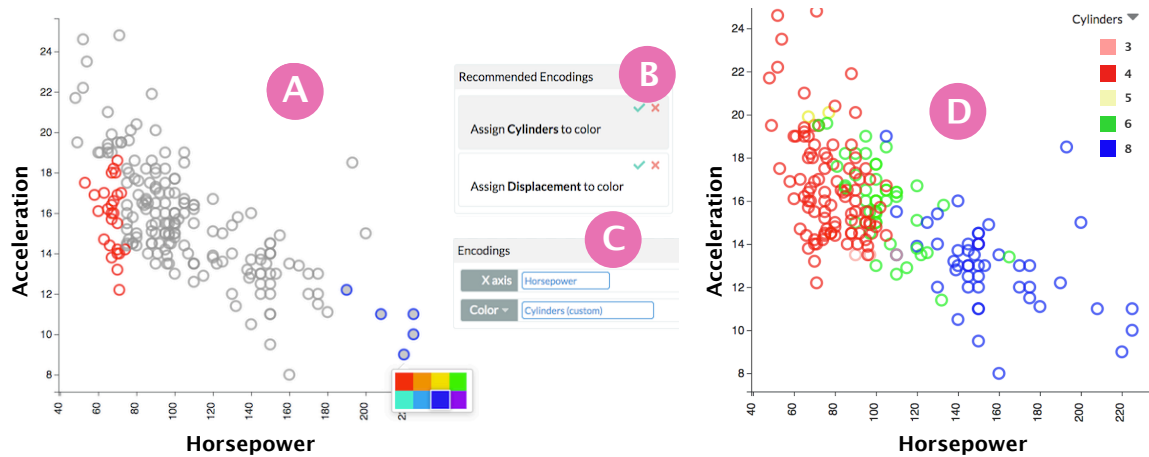 24
22
20
18
16
14
12
10
8
Acceleration
40
60
80
100
120
140
160
180
200
Horsepower
A
B
Recommended Encodings
Assign Cylinders to color
Assign Displacement to color
C
Encodings
X axis Horsepower
Color Cylinders (custom)
24
22
20
18
16
14
12
10
8
Acceleration
40
60
80
100
120
140
160
180
200
220
Horsepower
D
Cylinders
3
4
5
6
8